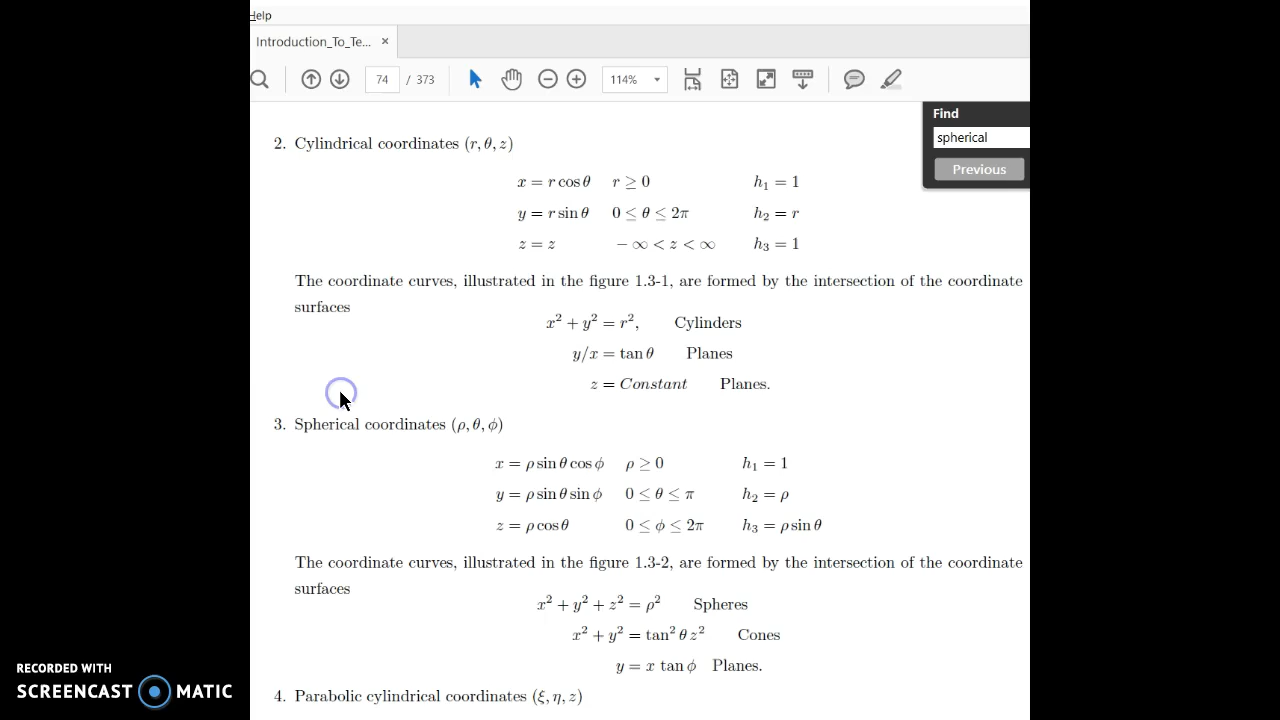 Help
Introduction_To_Te... ×
74 / 373 114%
Find
spherical
Previous
2. Cylindrical coordinates (r, θ, z)
x = r cos θ r ≥ 0 h₁ = 1
y = r sin θ 0 ≤ θ ≤ 2π h₂ = r
z = z − ∞ < z < ∞ h₃ = 1
The coordinate curves, illustrated in the figure 1.3-1, are formed by the intersection of the coordinate
surfaces
x² + y² = r², Cylinders
y/x = tan θ Planes
z = Constant Planes.
3. Spherical coordinates (ρ, θ, ϕ)
x = ρ sin θ cos ϕ ρ ≥ 0 h₁ = 1
y = ρ sin θ sin ϕ 0 ≤ θ ≤ π h₂ = ρ
z = ρ cos θ 0 ≤ ϕ ≤ 2π h₃ = ρ sin θ
The coordinate curves, illustrated in the figure 1.3-2, are formed by the intersection of the coordinate
surfaces
x² + y² + z² = ρ² Spheres
x² + y² = tan² θ z² Cones
y = x tan ϕ Planes.
4. Parabolic cylindrical coordinates (ξ, η, z)
RECORDED WITH
SCREENCAST MATIC